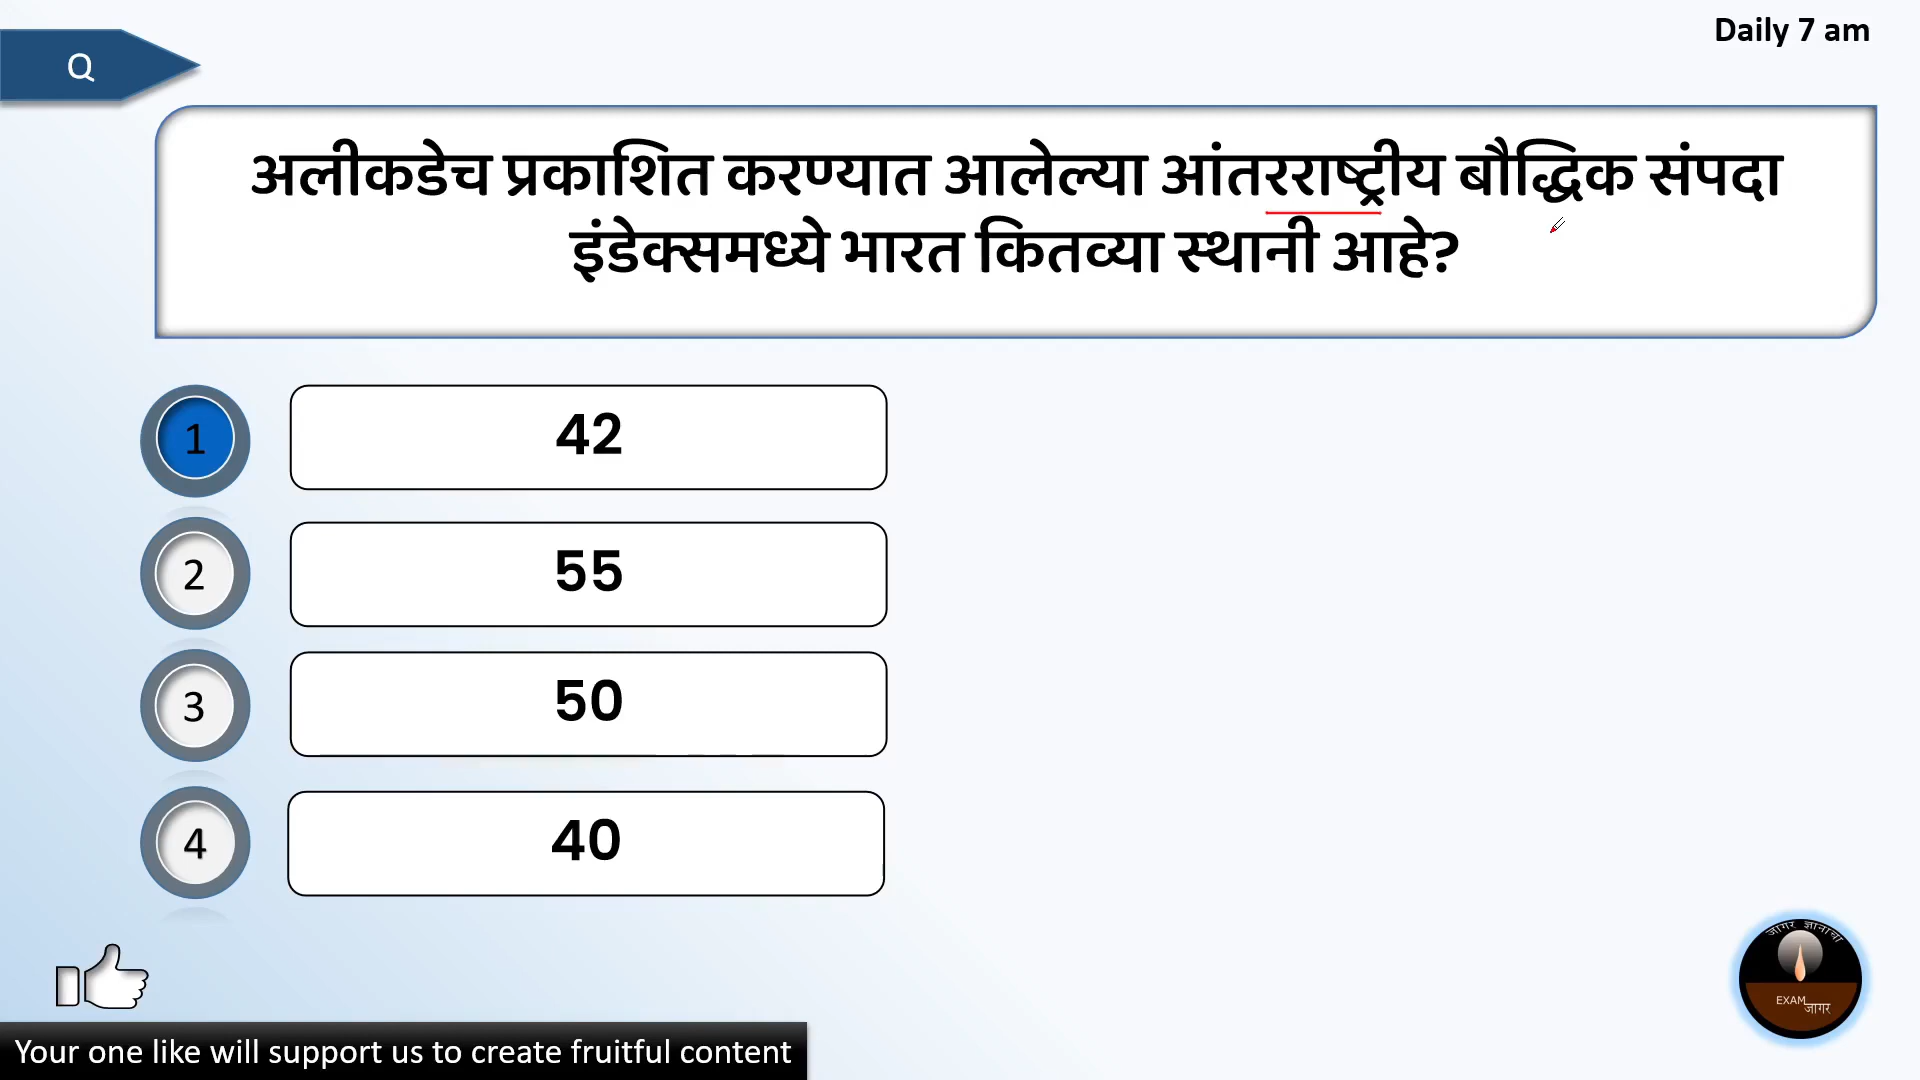 Daily 7 am
Q
अलीकडेच प्रकाशित करण्यात आलेल्या आंतरराष्ट्रीय बौद्धिक संपदा
इंडेक्समध्ये भारत कितव्या स्थानी आहे?
1
42
2
55
3
50
4
40
जागर ज्ञानाचा
EXAM
जागर
Your one like will support us to create fruitful content